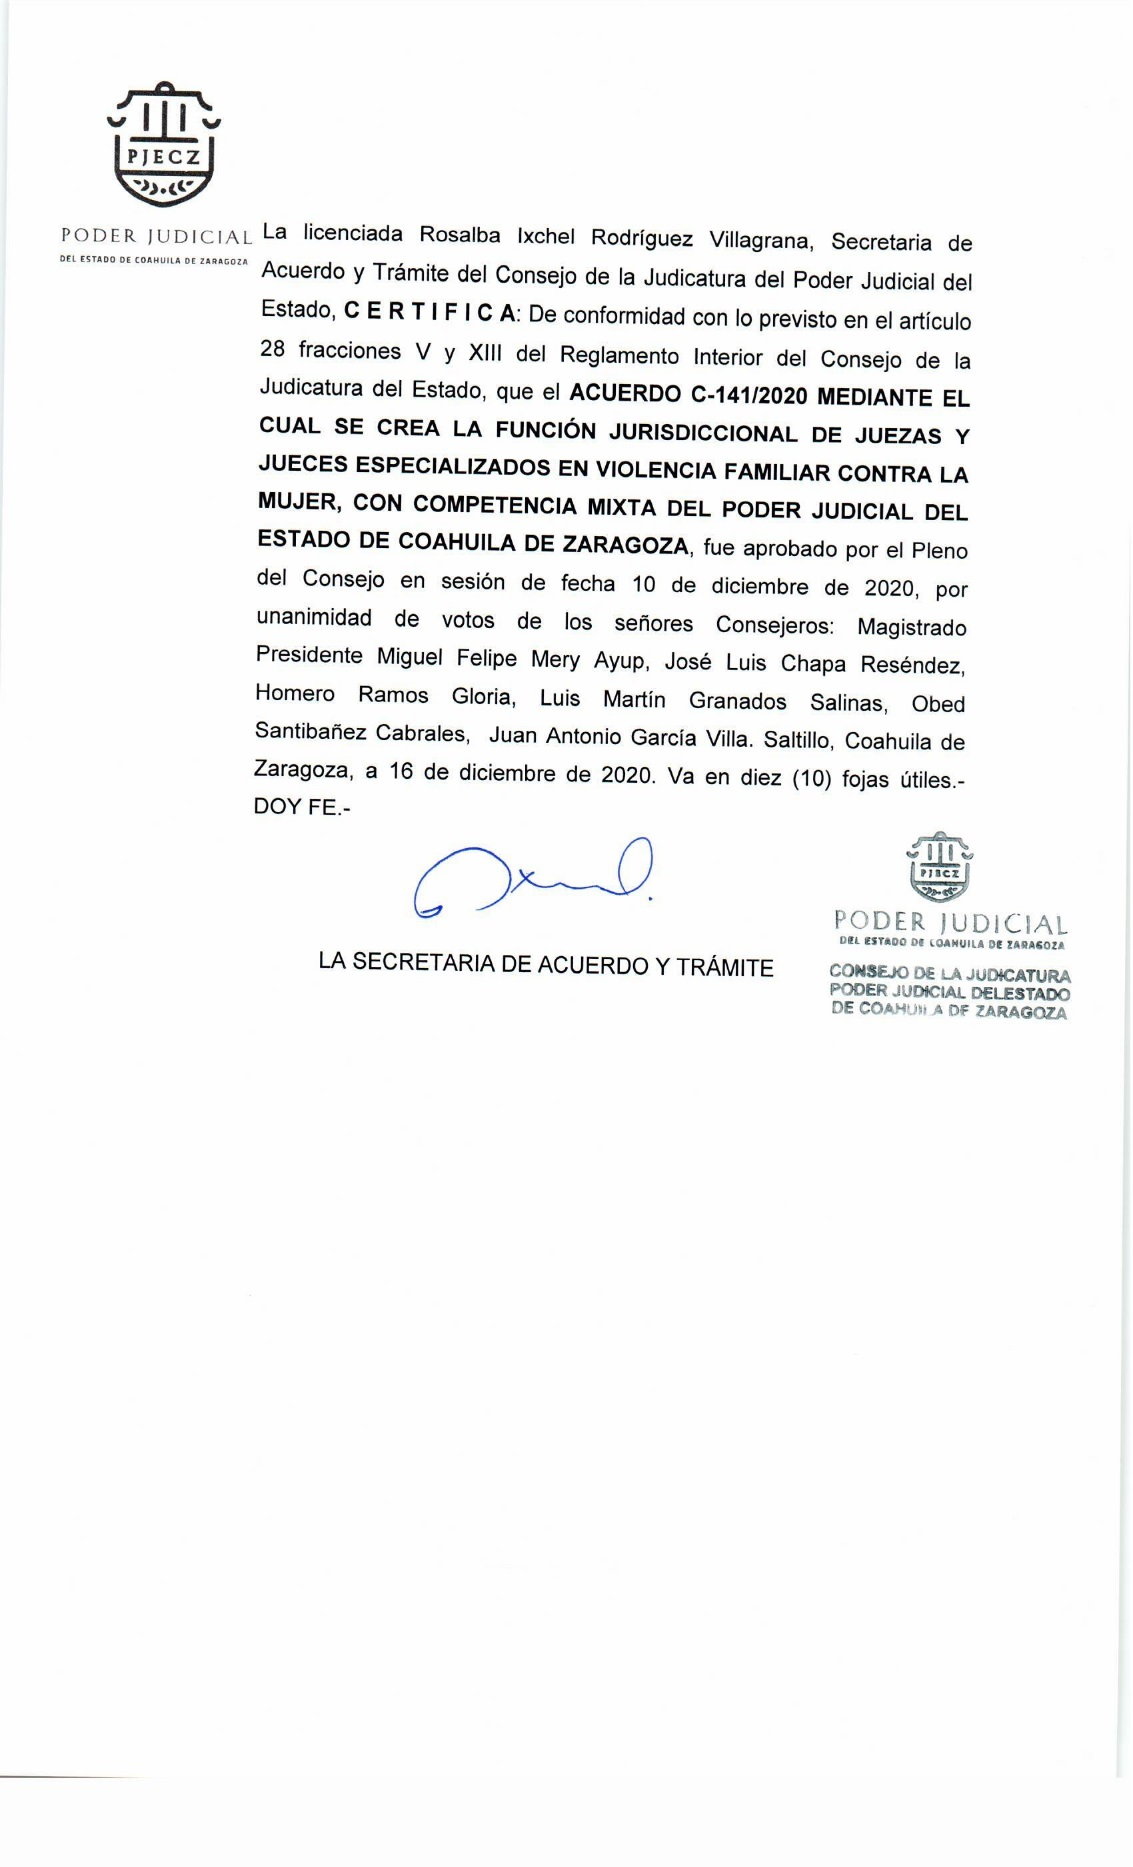 PJECZ
PODER JUDICIAL
DEL ESTADO DE COAHUILA DE ZARAGOZA
La licenciada Rosalba Ixchel Rodríguez Villagrana, Secretaria de
Acuerdo y Trámite del Consejo de la Judicatura del Poder Judicial del
Estado, C E R T I F I C A: De conformidad con lo previsto en el artículo
28 fracciones V y XIII del Reglamento Interior del Consejo de la
Judicatura del Estado, que el ACUERDO C-141/2020 MEDIANTE EL
CUAL SE CREA LA FUNCIÓN JURISDICCIONAL DE JUEZAS Y
JUECES ESPECIALIZADOS EN VIOLENCIA FAMILIAR CONTRA LA
MUJER, CON COMPETENCIA MIXTA DEL PODER JUDICIAL DEL
ESTADO DE COAHUILA DE ZARAGOZA, fue aprobado por el Pleno
del Consejo en sesión de fecha 10 de diciembre de 2020, por
unanimidad de votos de los señores Consejeros: Magistrado
Presidente Miguel Felipe Mery Ayup, José Luis Chapa Reséndez,
Homero Ramos Gloria, Luis Martín Granados Salinas, Obed
Santibañez Cabrales, Juan Antonio García Villa. Saltillo, Coahuila de
Zaragoza, a 16 de diciembre de 2020. Va en diez (10) fojas útiles.-
DOY FE.-
LA SECRETARIA DE ACUERDO Y TRÁMITE
PJECZ
PODER JUDICIAL
DEL ESTADO DE COAHUILA DE ZARAGOZA
CONSEJO DE LA JUDICATURA
PODER JUDICIAL DELESTADO
DE COAHUILA DE ZARAGOZA